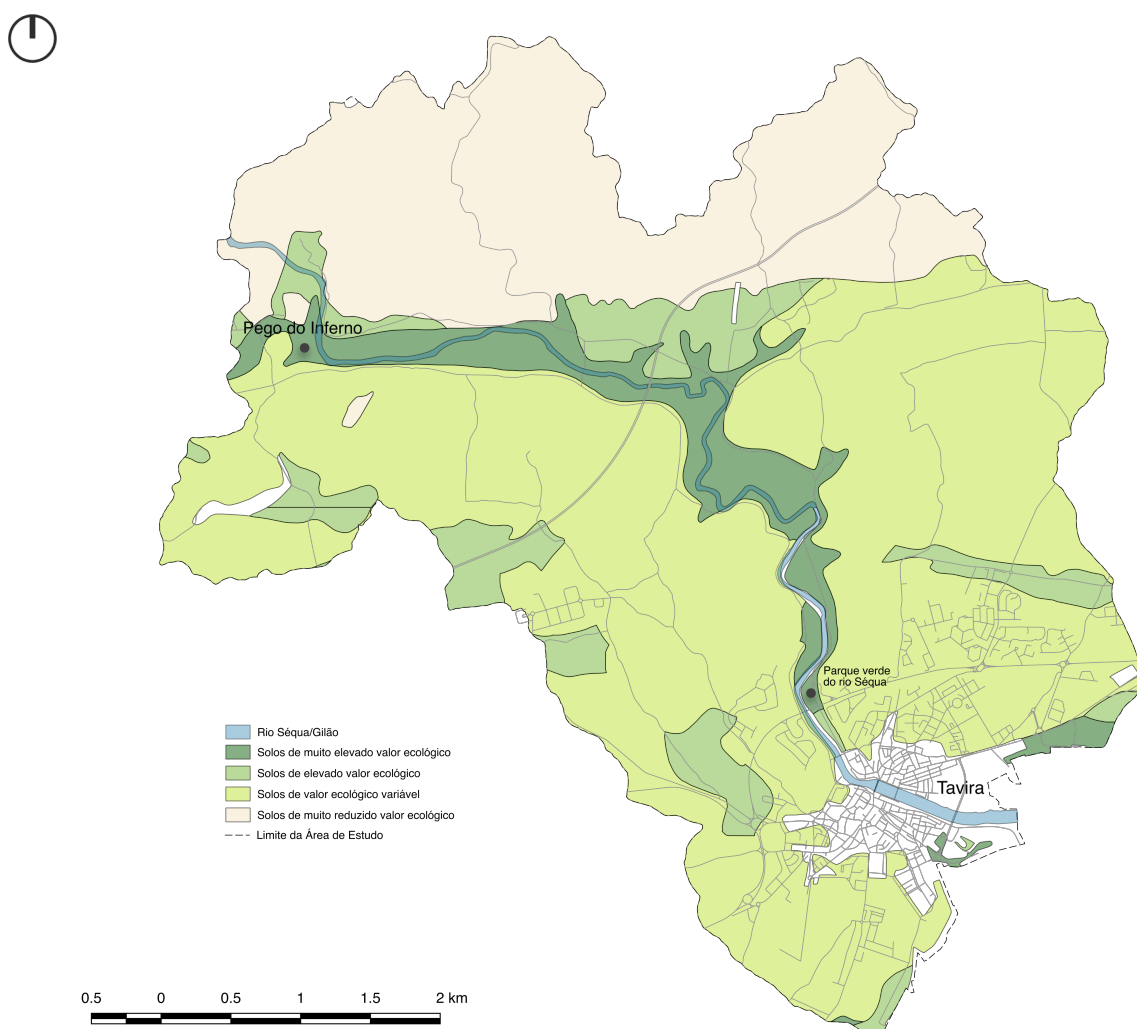 Pego do Inferno
Parque verde
do rio Séqua
Tavira
Rio Séqua/Gilão
Solos de muito elevado valor ecológico
Solos de elevado valor ecológico
Solos de valor ecológico variável
Solos de muito reduzido valor ecológico
Limite da Área de Estudo
0.5 0 0.5 1 1.5 2 km